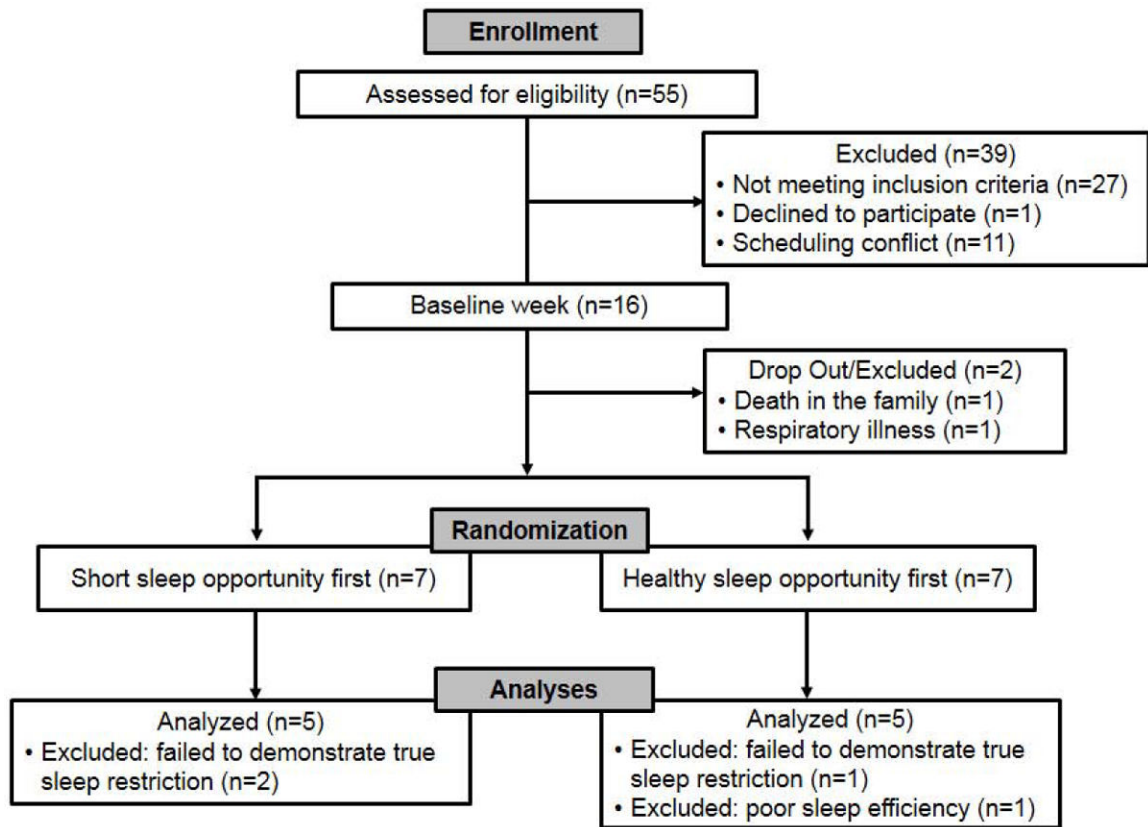 Enrollment
Assessed for eligibility (n=55)
Excluded (n=39)
• Not meeting inclusion criteria (n=27)
• Declined to participate (n=1)
• Scheduling conflict (n=11)
Baseline week (n=16)
Drop Out/Excluded (n=2)
• Death in the family (n=1)
• Respiratory illness (n=1)
Randomization
Short sleep opportunity first (n=7)
Healthy sleep opportunity first (n=7)
Analyses
Analyzed (n=5)
• Excluded: failed to demonstrate true
sleep restriction (n=2)
Analyzed (n=5)
• Excluded: failed to demonstrate true
sleep restriction (n=1)
• Excluded: poor sleep efficiency (n=1)